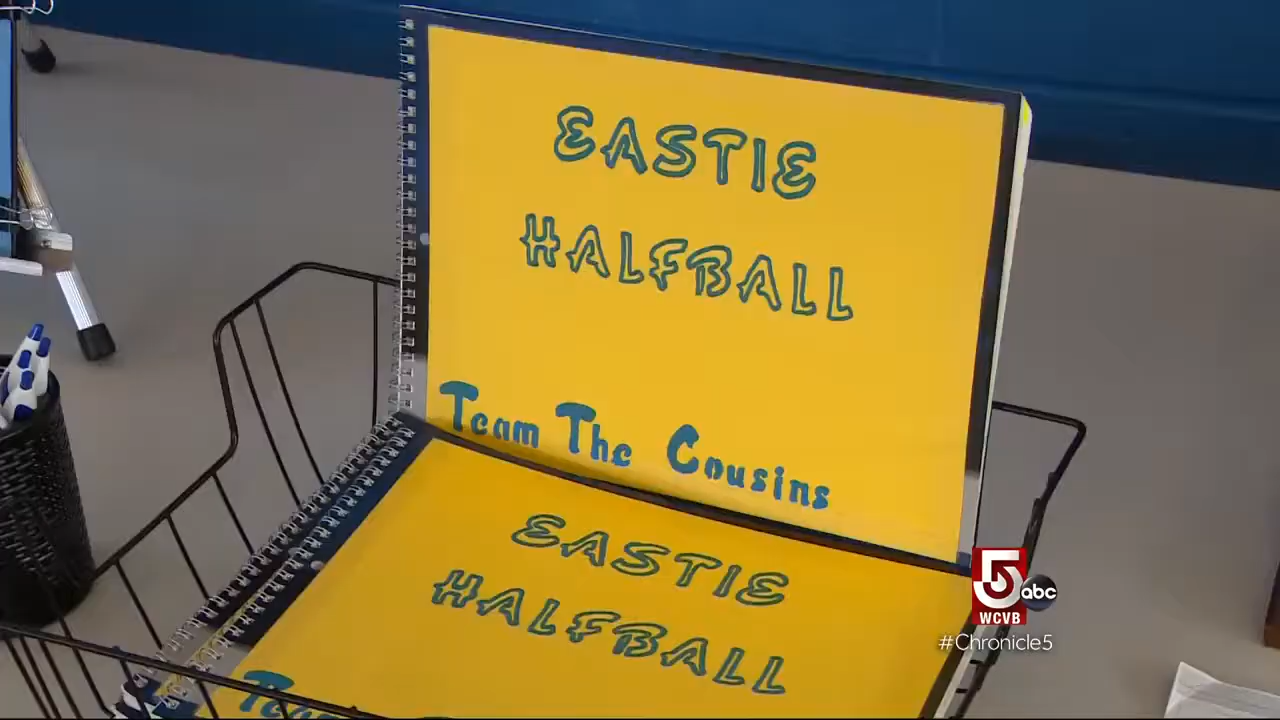 EASTIE
HALFBALL
Team The Cousins
EASTIE
HALFBALL
5
abc
WCVB
#Chronicle5